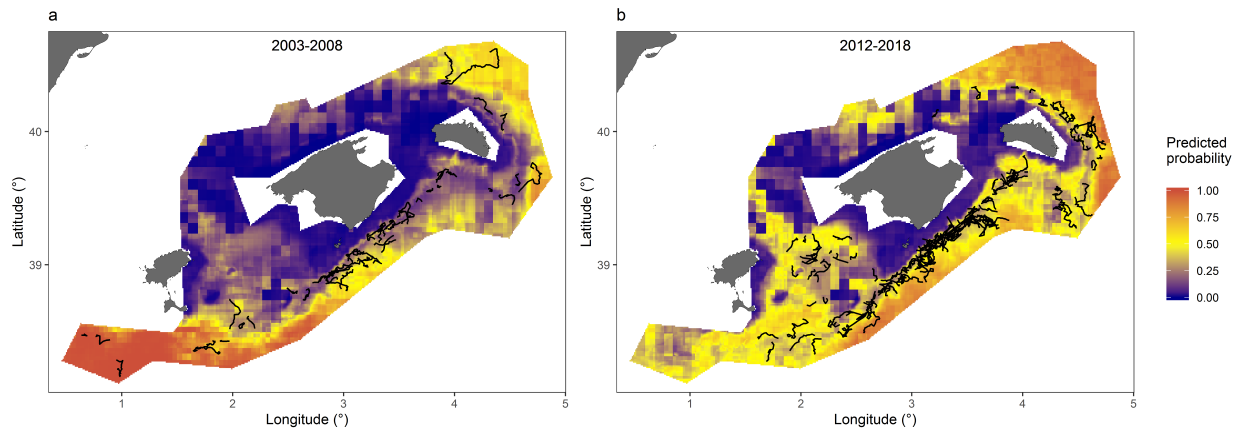 a
2003-2008
40
39
Latitude (°)
1
2
3
4
5
Longitude (°)
b
2012-2018
40
39
Latitude (°)
1
2
3
4
5
Longitude (°)
Predicted
probability
1.00
0.75
0.50
0.25
0.00